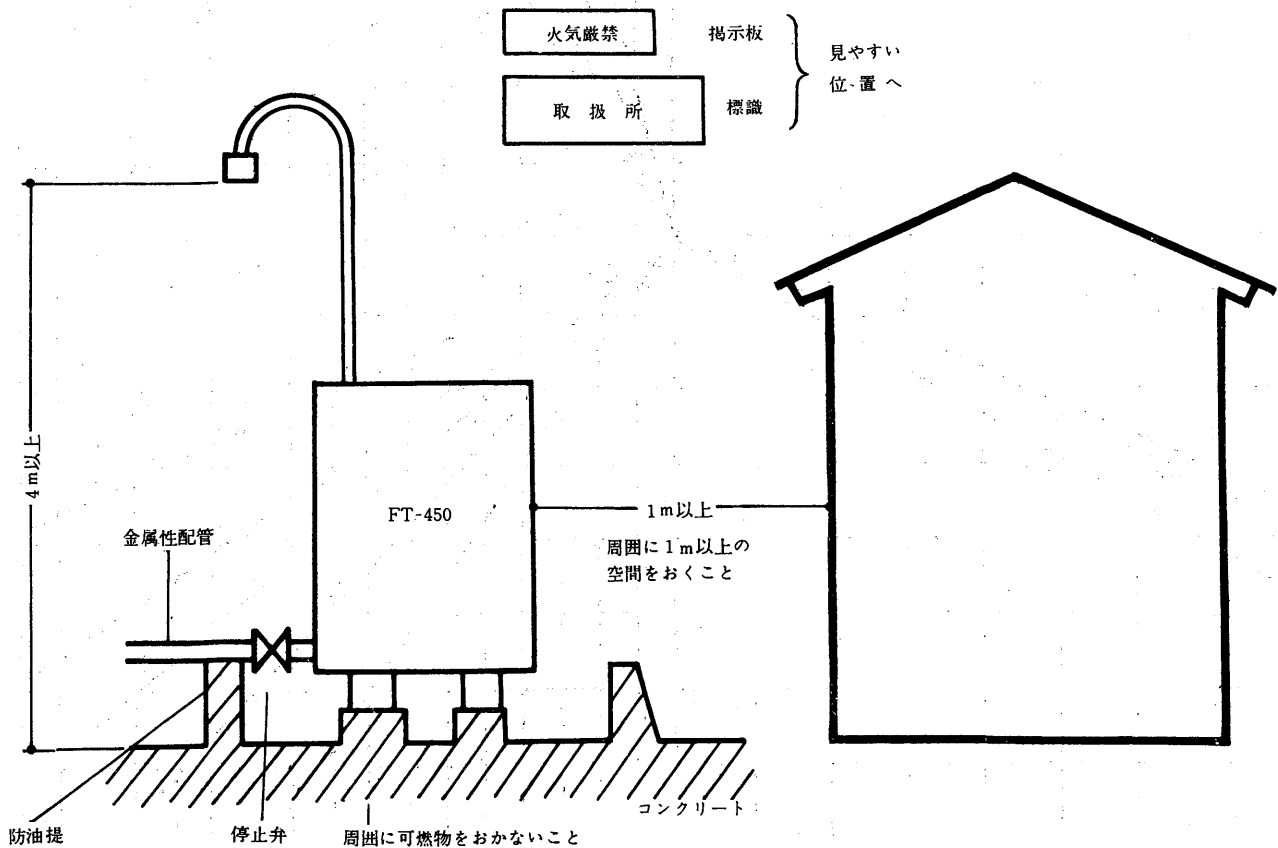 火気厳禁
掲示板
取扱所
標識
見やすい
位置へ
4m以上
FT-450
1m以上
周囲に1m以上の
空間をおくこと
金属性配管
コンクリート
防油提
停止弁
周囲に可燃物をおかないこと